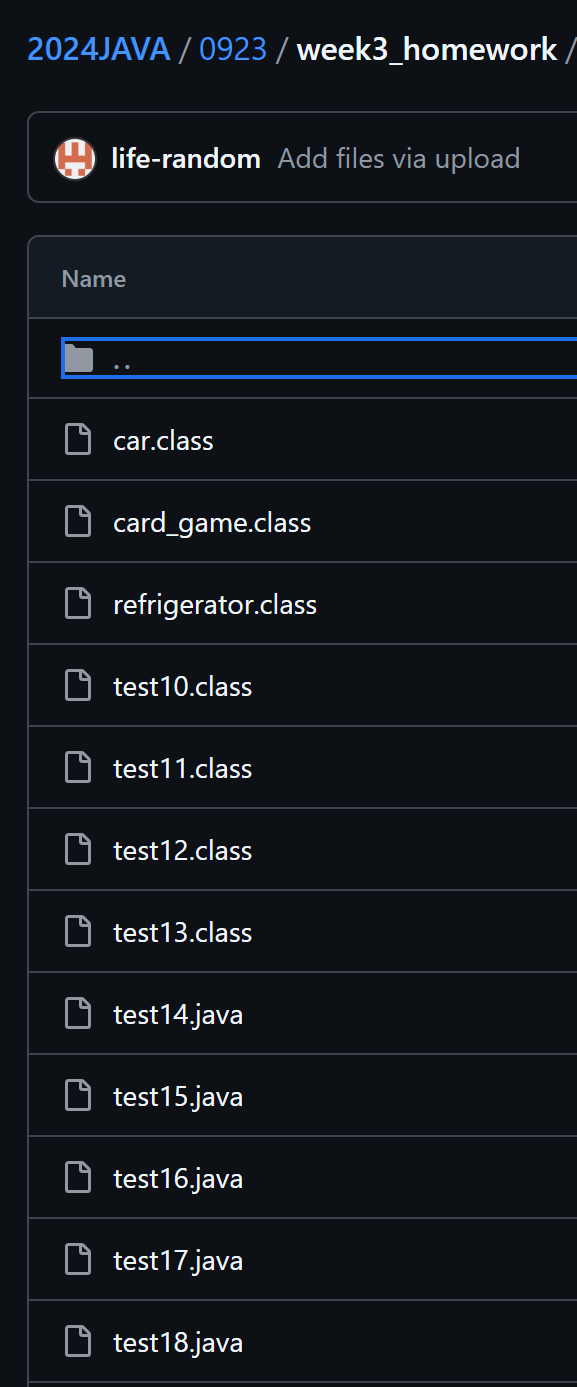 2024JAVA / 0923 / week3_homework /
life-random Add files via upload
Name
..
car.class
card_game.class
refrigerator.class
test10.class
test11.class
test12.class
test13.class
test14.java
test15.java
test16.java
test17.java
test18.java